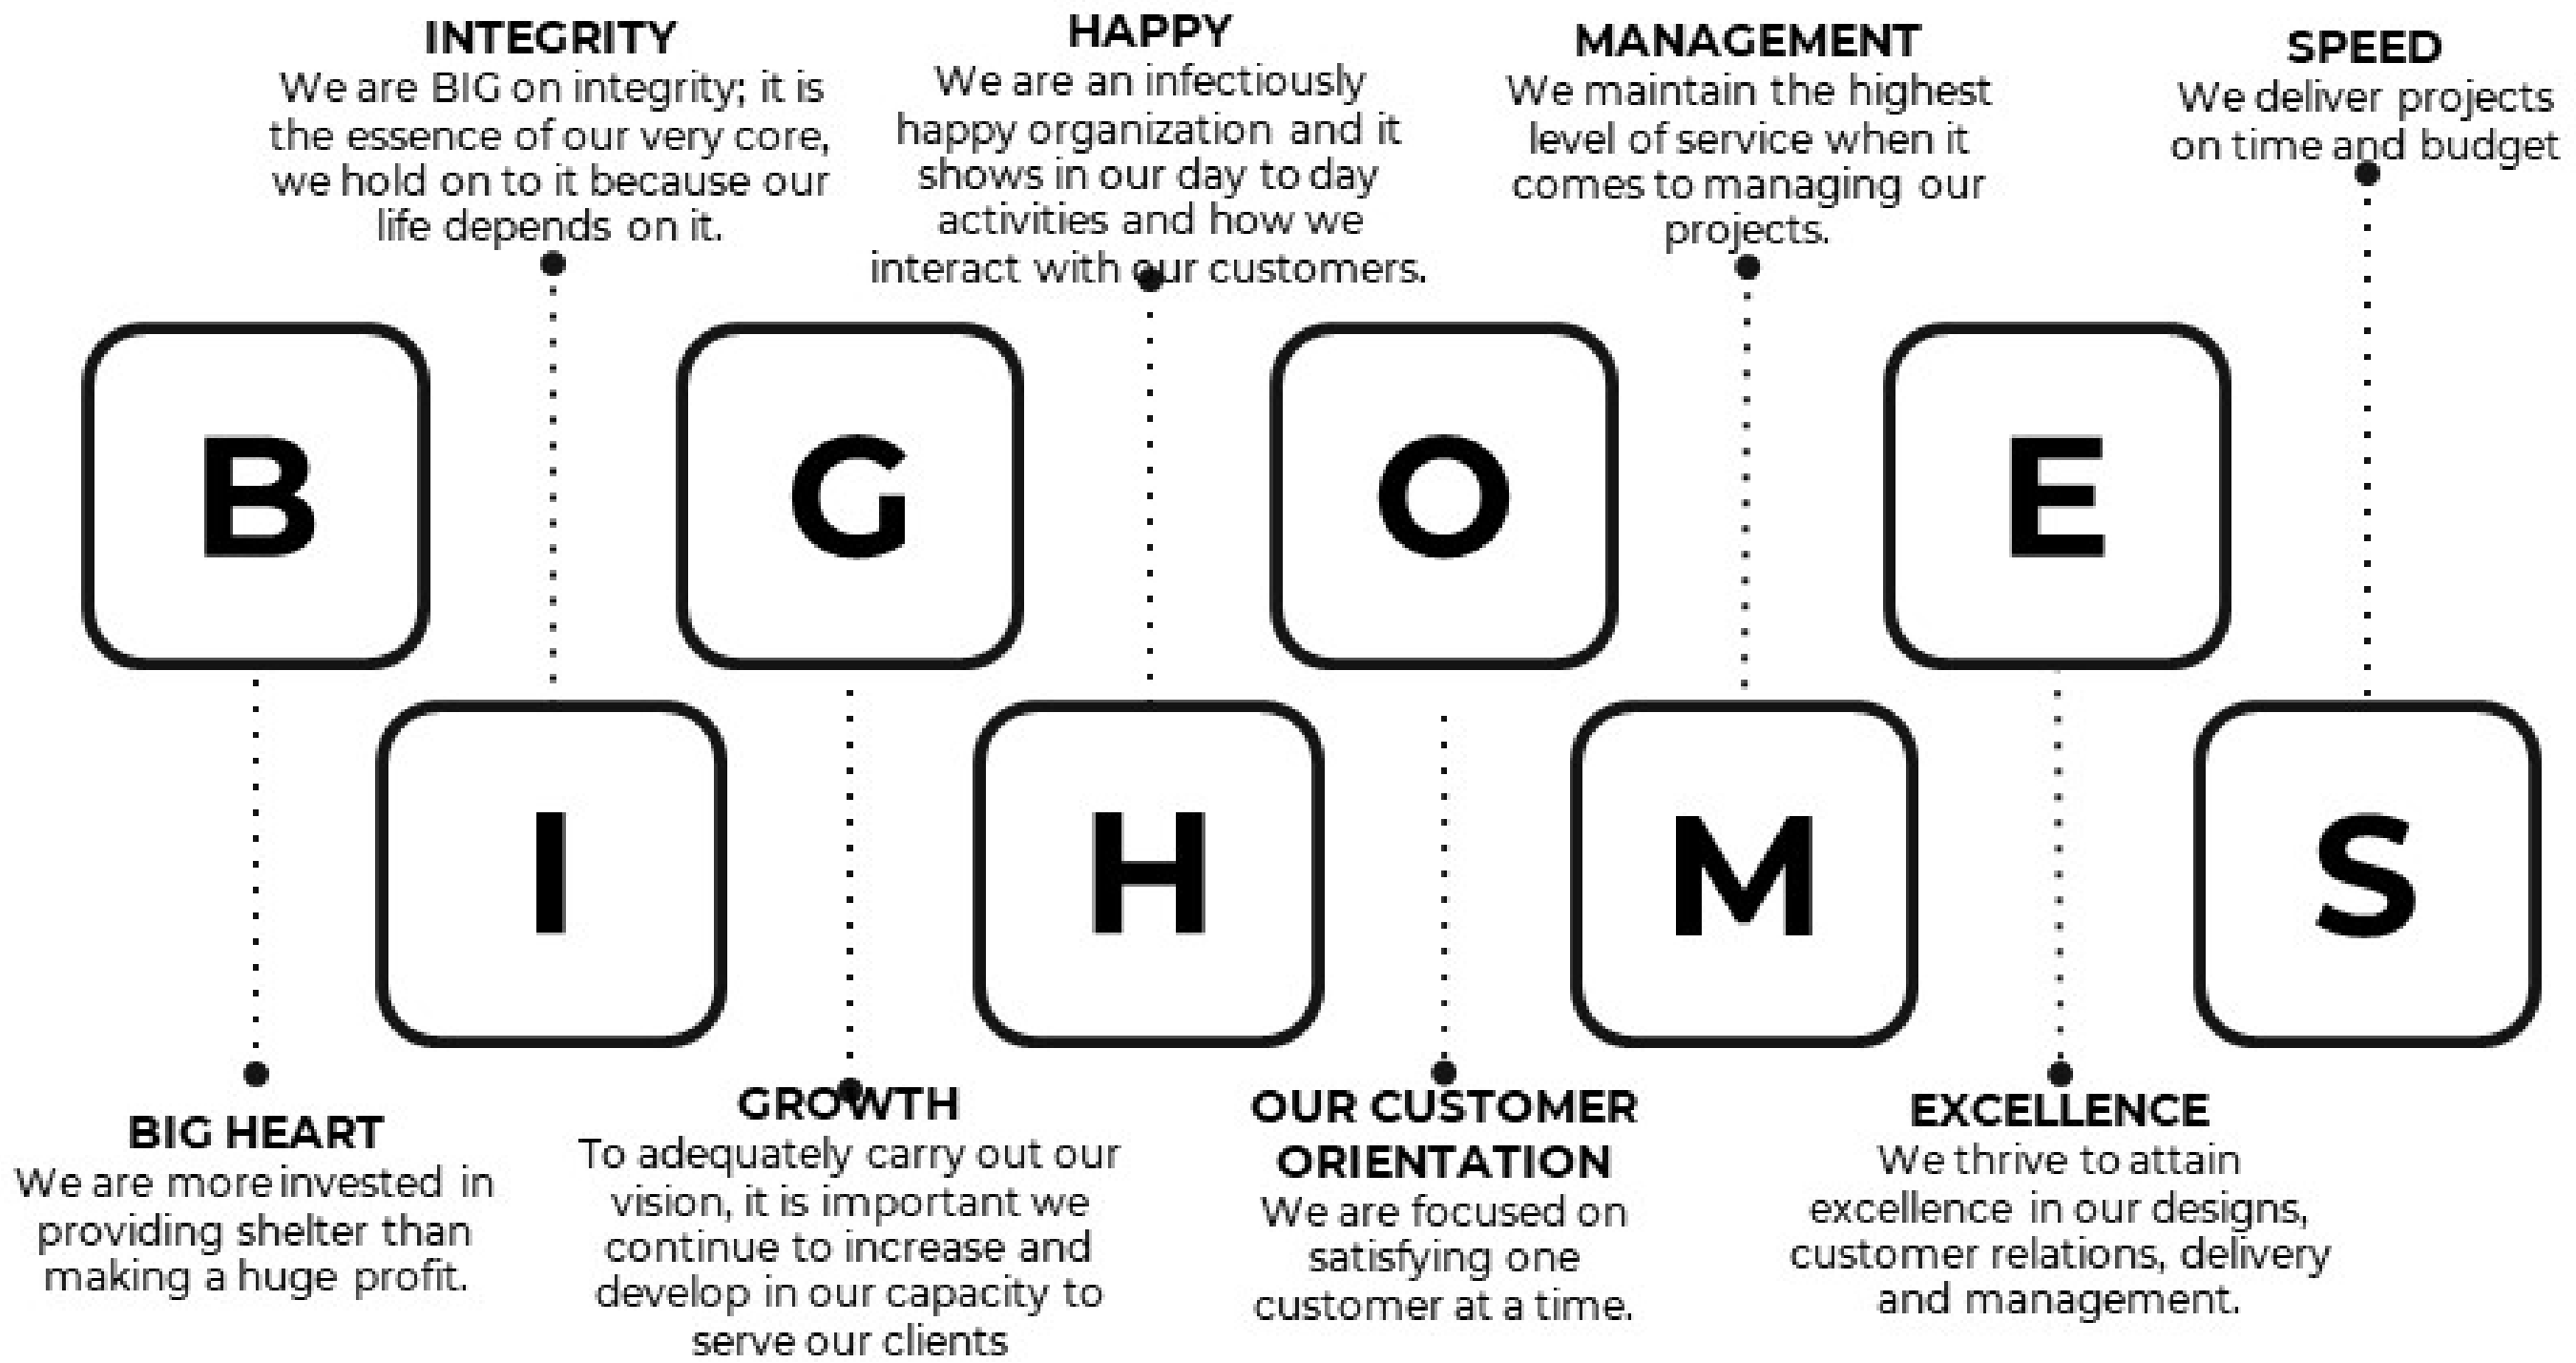 INTEGRITY
We are BIG on integrity; it is
the essence of our very core,
we hold on to it because our
life depends on it.
HAPPY
We are an infectiously
happy organization and it
shows in our day to day
activities and how we
interact with our customers.
MANAGEMENT
We maintain the highest
level of service when it
comes to managing our
projects.
SPEED
We deliver projects
on time and budget
B
G
O
E
I
H
M
S
BIG HEART
We are more invested in
providing shelter than
making a huge profit.
GROWTH
To adequately carry out our
vision, it is important we
continue to increase and
develop in our capacity to
serve our clients
OUR CUSTOMER
ORIENTATION
We are focused on
satisfying one
customer at a time.
EXCELLENCE
We thrive to attain
excellence in our designs,
customer relations, delivery
and management.